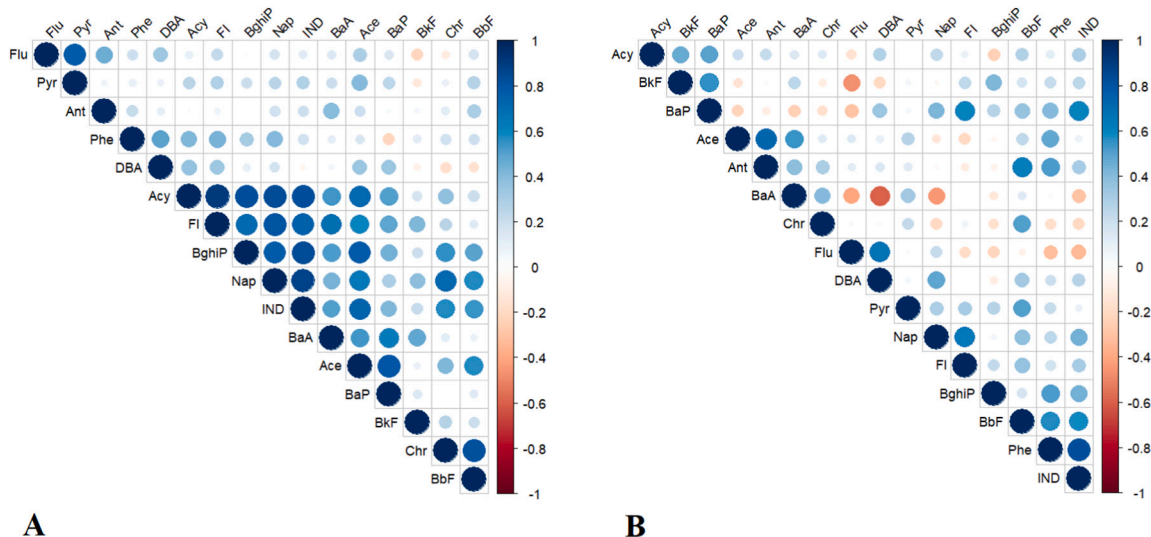 Flu Pyr Ant Phe DBA Acy Fl BghiP Nap IND BaA Ace BaP BkF Chr BbF
Flu
Pyr
Ant
Phe
DBA
Acy
Fl
BghiP
Nap
IND
BaA
Ace
BaP
BkF
Chr
BbF
1
0.8
0.6
0.4
0.2
0
-0.2
-0.4
-0.6
-0.8
-1
A
Acy BkF BaP Ace Ant BaA Chr Flu DBA Pyr Nap Fl BghiP BbF Phe IND
Acy
BkF
BaP
Ace
Ant
BaA
Chr
Flu
DBA
Pyr
Nap
Fl
BghiP
BbF
Phe
IND
1
0.8
0.6
0.4
0.2
0
-0.2
-0.4
-0.6
-0.8
-1
B